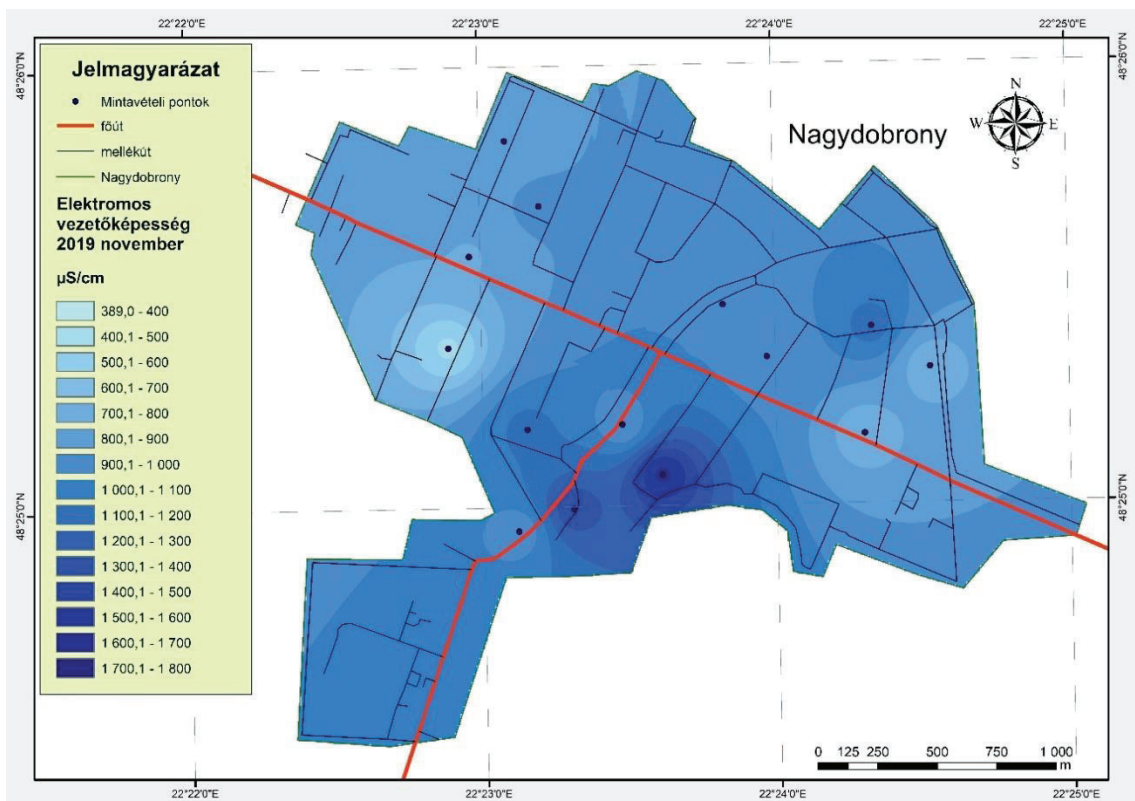 22°22'0"E
22°23'0"E
22°24'0"E
22°25'0"E
48°26'0"N
48°26'0"N
Jelmagyarázat
Mintavételi pontok
főút
mellékút
Nagydobrony
Elektromos
vezetőképesség
2019 november
µS/cm
389,0 - 400
400,1 - 500
500,1 - 600
600,1 - 700
700,1 - 800
800,1 - 900
900,1 - 1 000
1 000,1 - 1 100
1 100,1 - 1 200
1 200,1 - 1 300
1 300,1 - 1 400
1 400,1 - 1 500
1 500,1 - 1 600
1 600,1 - 1 700
1 700,1 - 1 800
Nagydobrony
N
W E
S
48°25'0"N
48°25'0"N
0 125 250 500 750 1 000
m
22°22'0"E
22°23'0"E
22°24'0"E
22°25'0"E